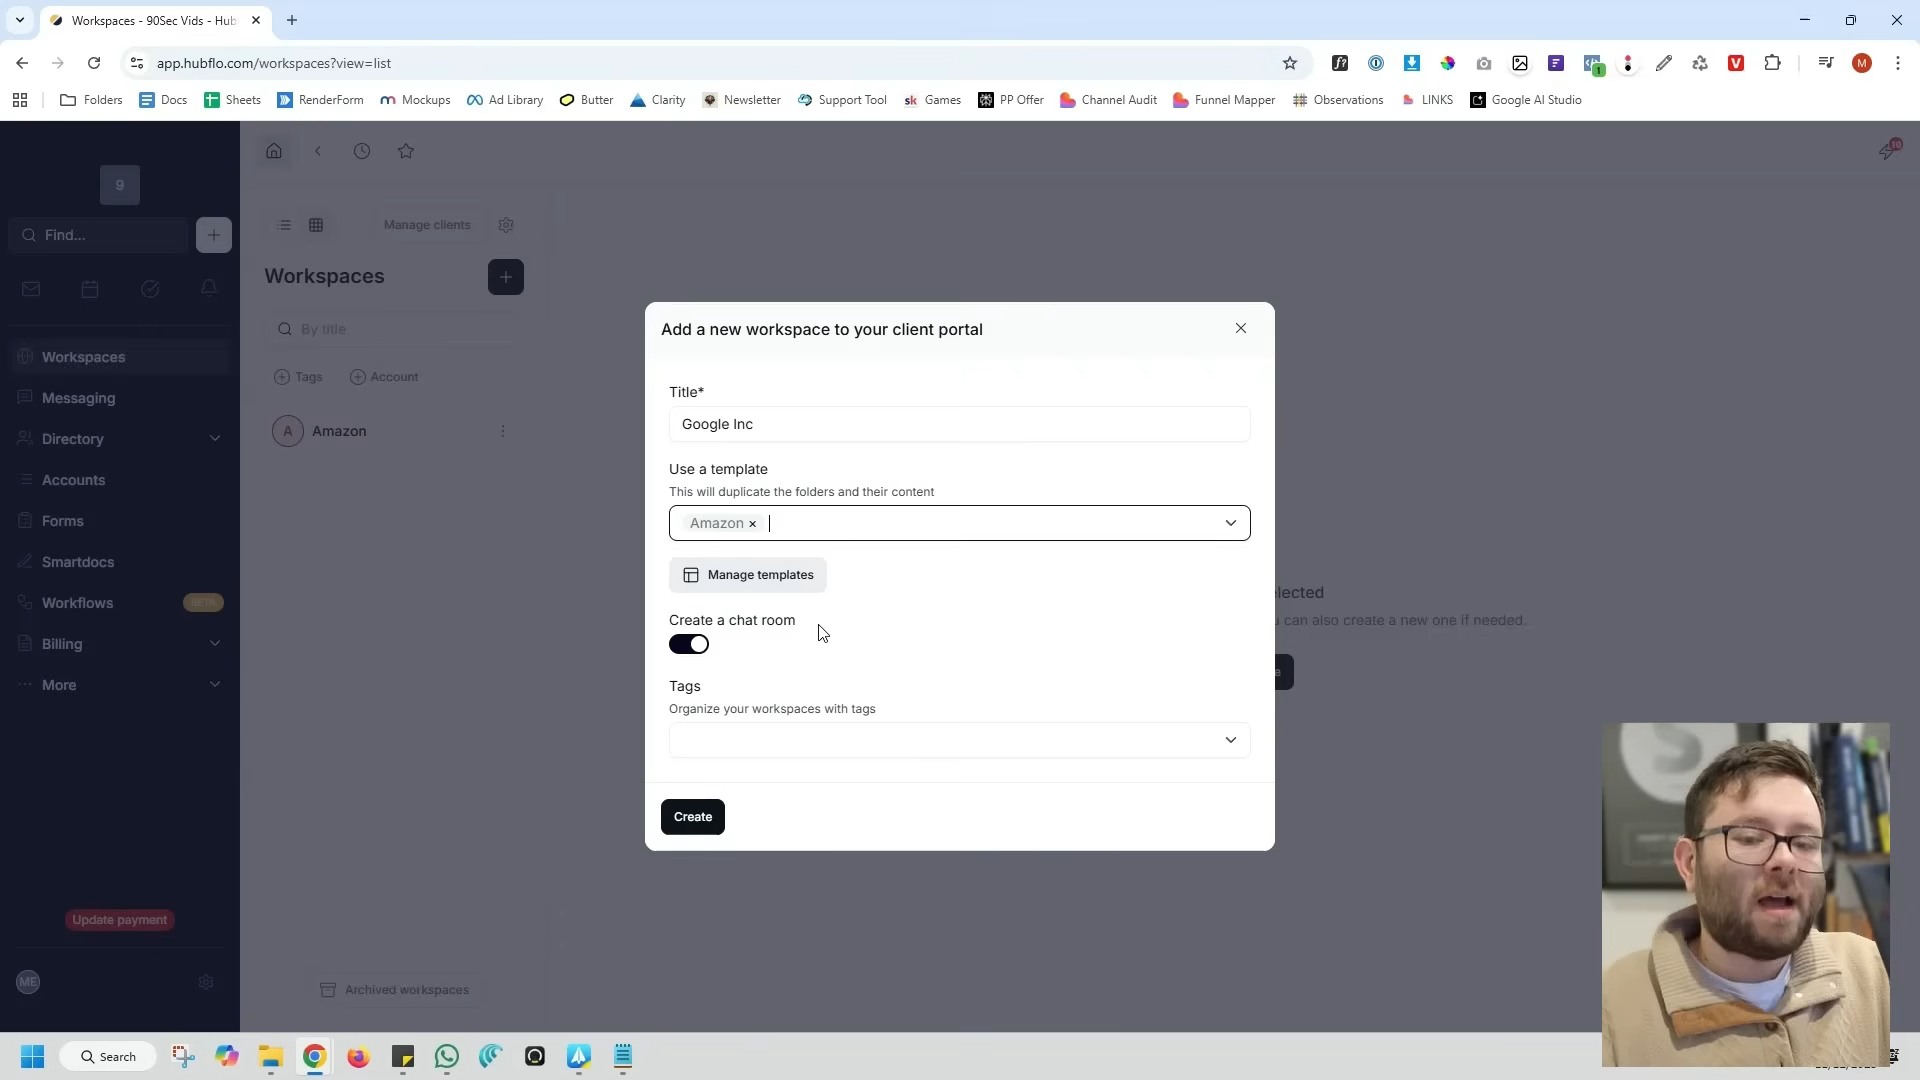 Workspaces - 90Sec Vids - Hub
app.hubflo.com/workspaces?view=list
Folders
Docs
Sheets
RenderForm
Mockups
Ad Library
Butter
Clarity
Newsletter
Support Tool
Games
PP Offer
Channel Audit
Funnel Mapper
Observations
LINKS
Google AI Studio
9
Find...
Workspaces
Messaging
Directory
Accounts
Forms
Smartdocs
Workflows
BETA
Billing
More
Update payment
ME
Manage clients
Workspaces
By title
Tags
Account
A
Amazon
Archived workspaces
10
Add a new workspace to your client portal
Title*
Google Inc
Use a template
This will duplicate the folders and their content
Amazon
Manage templates
Create a chat room
Tags
Organize your workspaces with tags
Create
elected
can also create a new one if needed.
Search